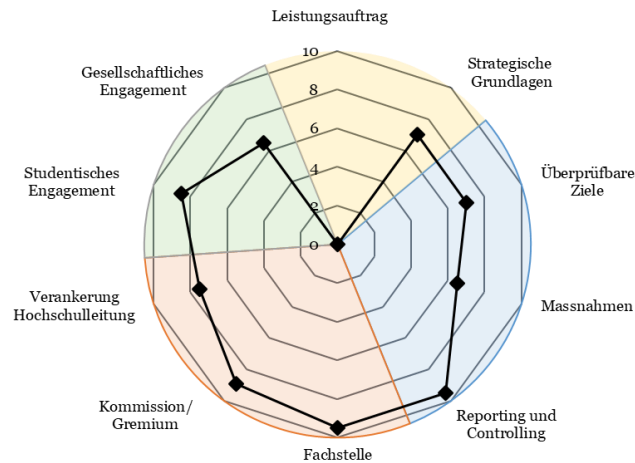 Leistungsauftrag
Strategische
Grundlagen
Überprüfbare
Ziele
Massnahmen
Reporting und
Controlling
Fachstelle
Kommission/
Gremium
Verankerung
Hochschulleitung
Studentisches
Engagement
Gesellschaftliches
Engagement
10
8
6
4
2
0